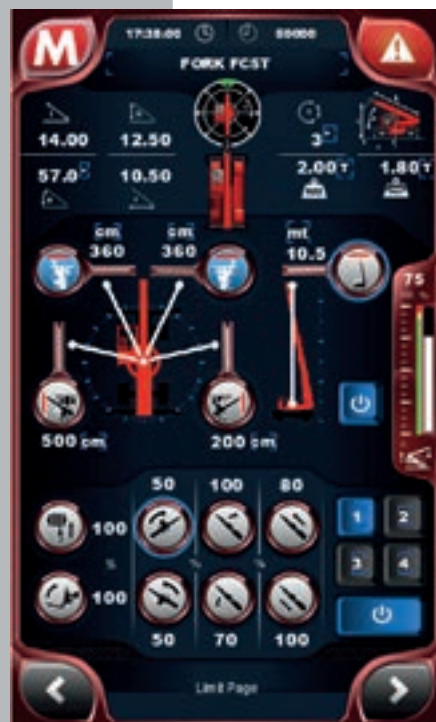 M
17:38:00 00000
FORK FCST
14.00 12.50 3°
57.0° 10.50 2.00 T 1.80 T
cm cm mt
360 360 10.5
75
%
500 cm 200 cm
50 100 80
100 1 2
% % %
100 3 4
50 70 100
Limit Page